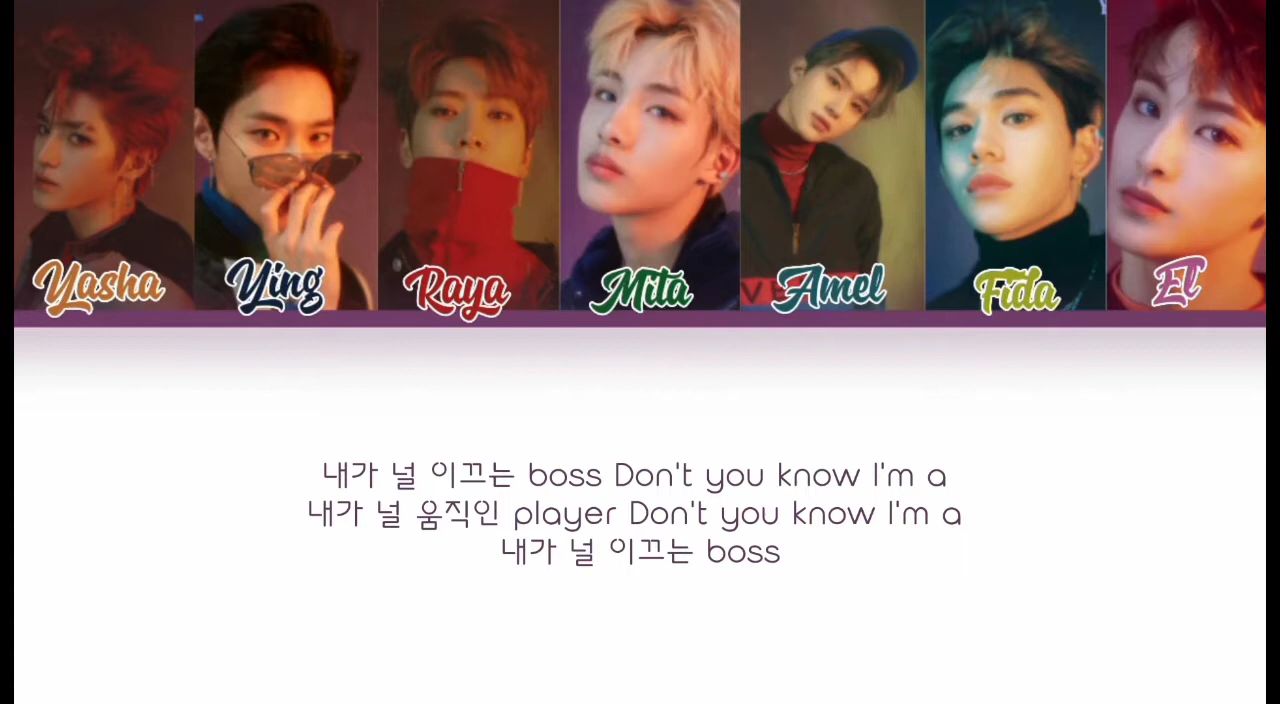 Yasha
Ying
Raya
Mita
Amel
Fida
El
내가 널 이끄는 boss Don't you know I'm a
내가 널 움직인 player Don't you know I'm a
내가 널 이끄는 boss